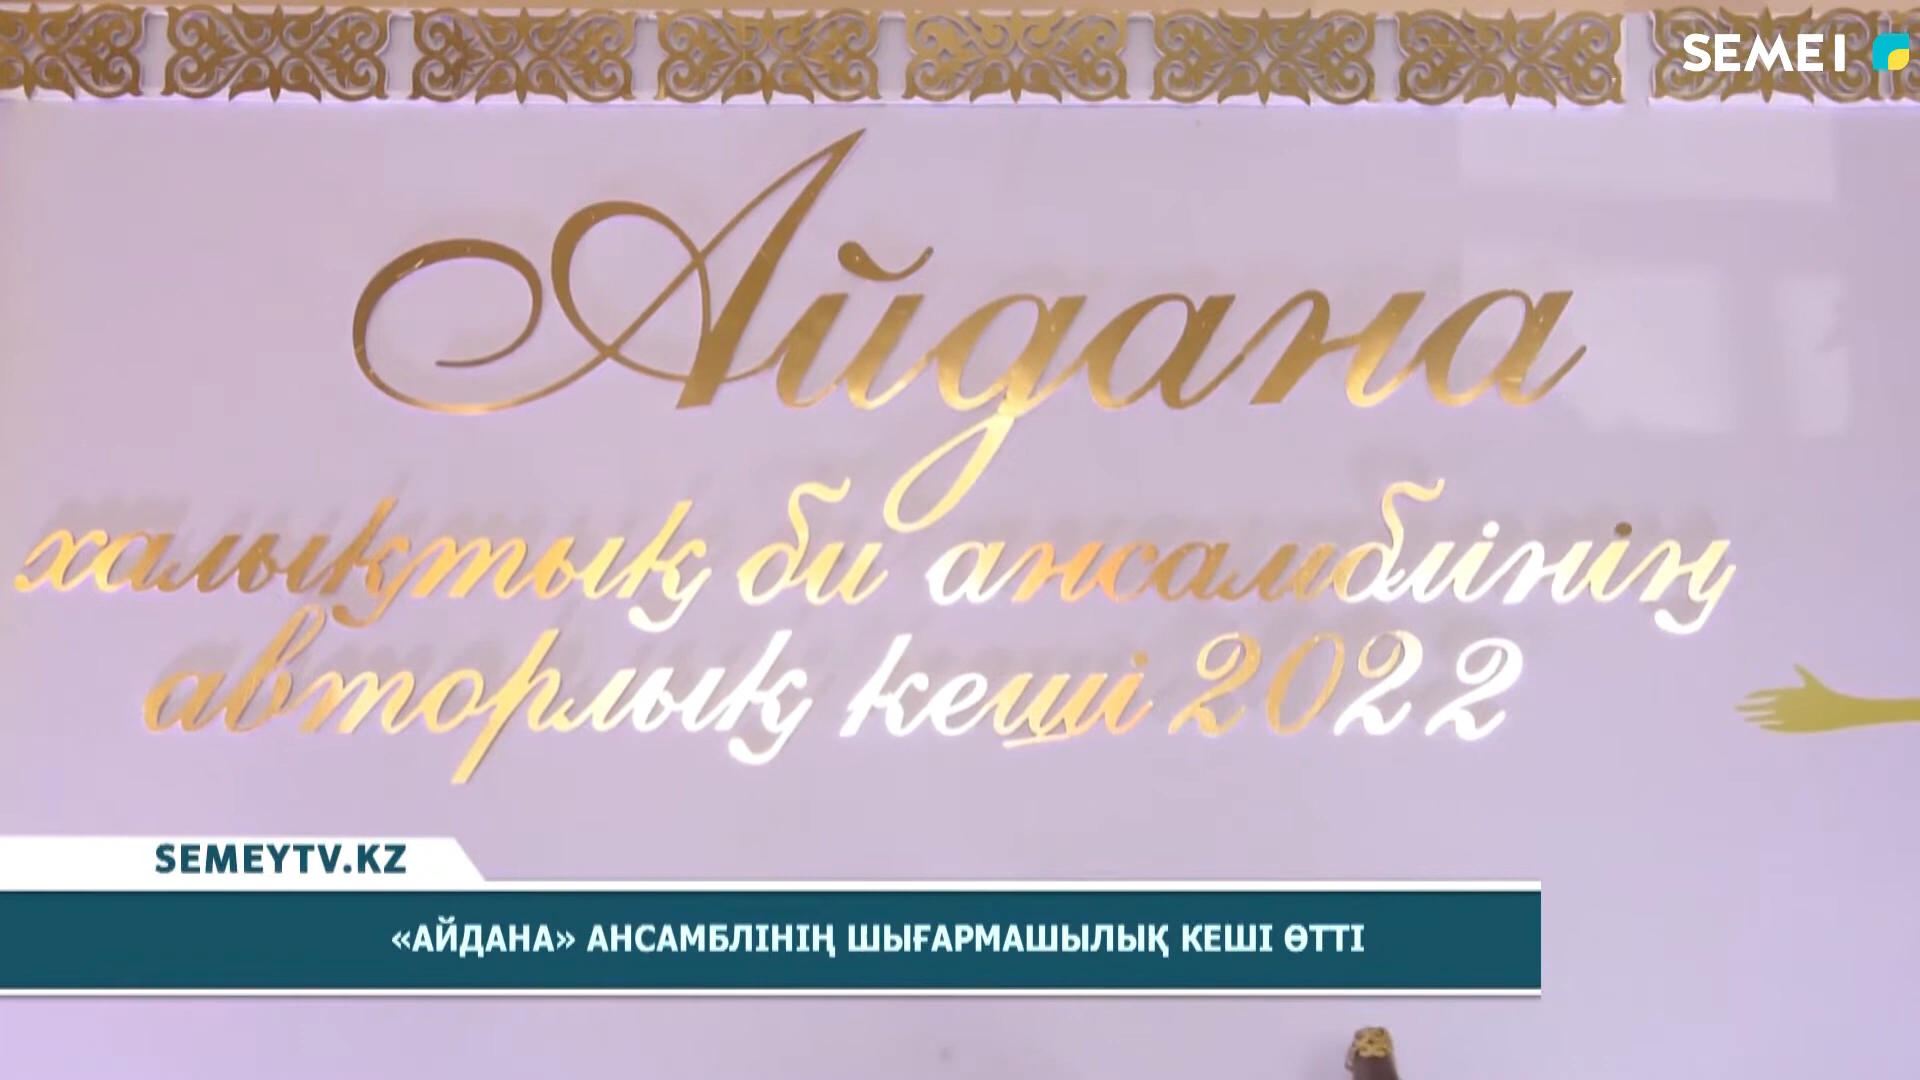 SEMEI
Айдана
халықтық би ансамблінің
авторлық кеші 2022
SEMEYTV.KZ
«АЙДАНА» АНСАМБЛІНІҢ ШЫҒАРМАШЫЛЫҚ КЕШІ ӨТТІ